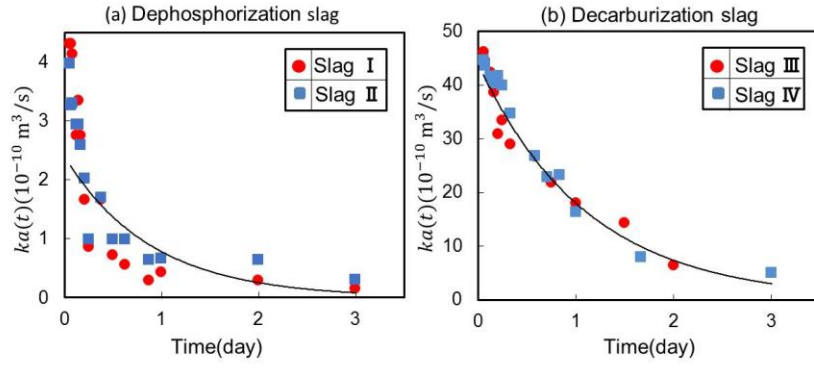 (a) Dephosphorization slag
4
3
2
1
0
ka(t)(10⁻¹⁰ m³/s)
Slag Ⅰ
Slag Ⅱ
0 1 2 3
Time(day)
(b) Decarburization slag
50
40
30
20
10
0
ka(t)(10⁻¹⁰ m³/s)
Slag Ⅲ
Slag Ⅳ
0 1 2 3
Time(day)